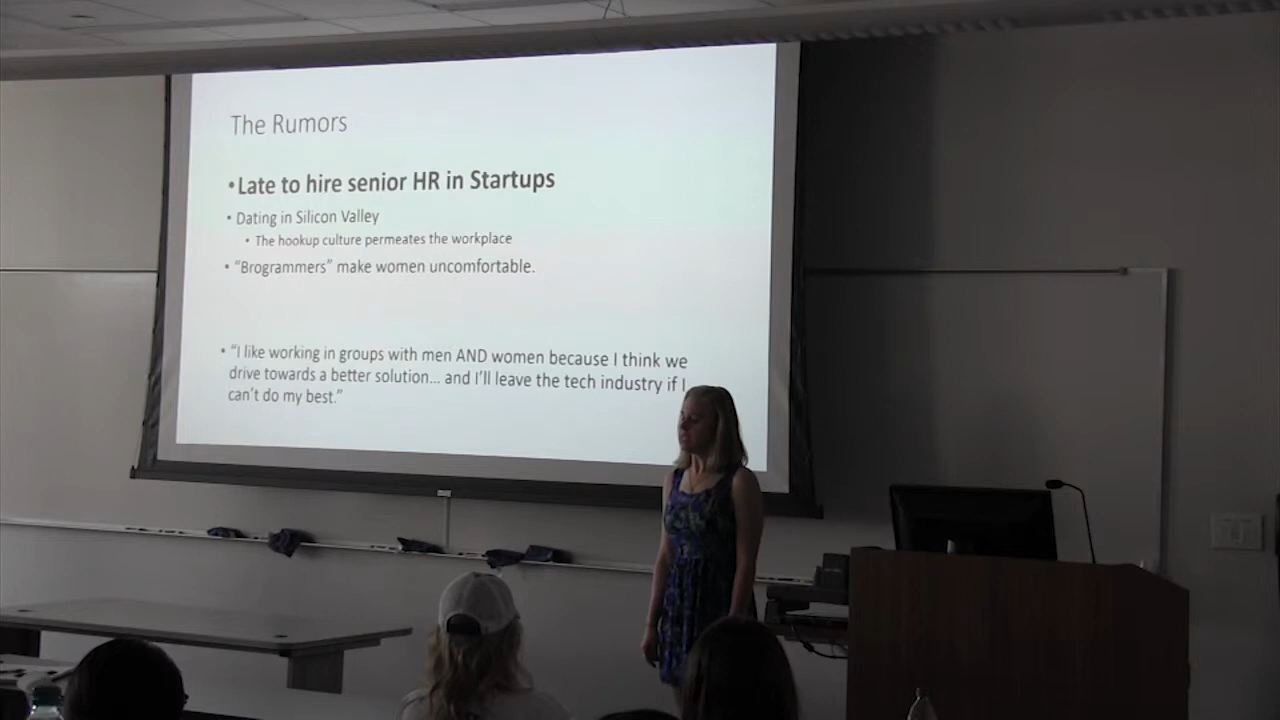 The Rumors
•Late to hire senior HR in Startups
• Dating in Silicon Valley
• The hookup culture permeates the workplace
• “Brogrammers” make women uncomfortable.
• “I like working in groups with men AND women because I think we
drive towards a better solution... and I’ll leave the tech industry if I
can’t do my best.”